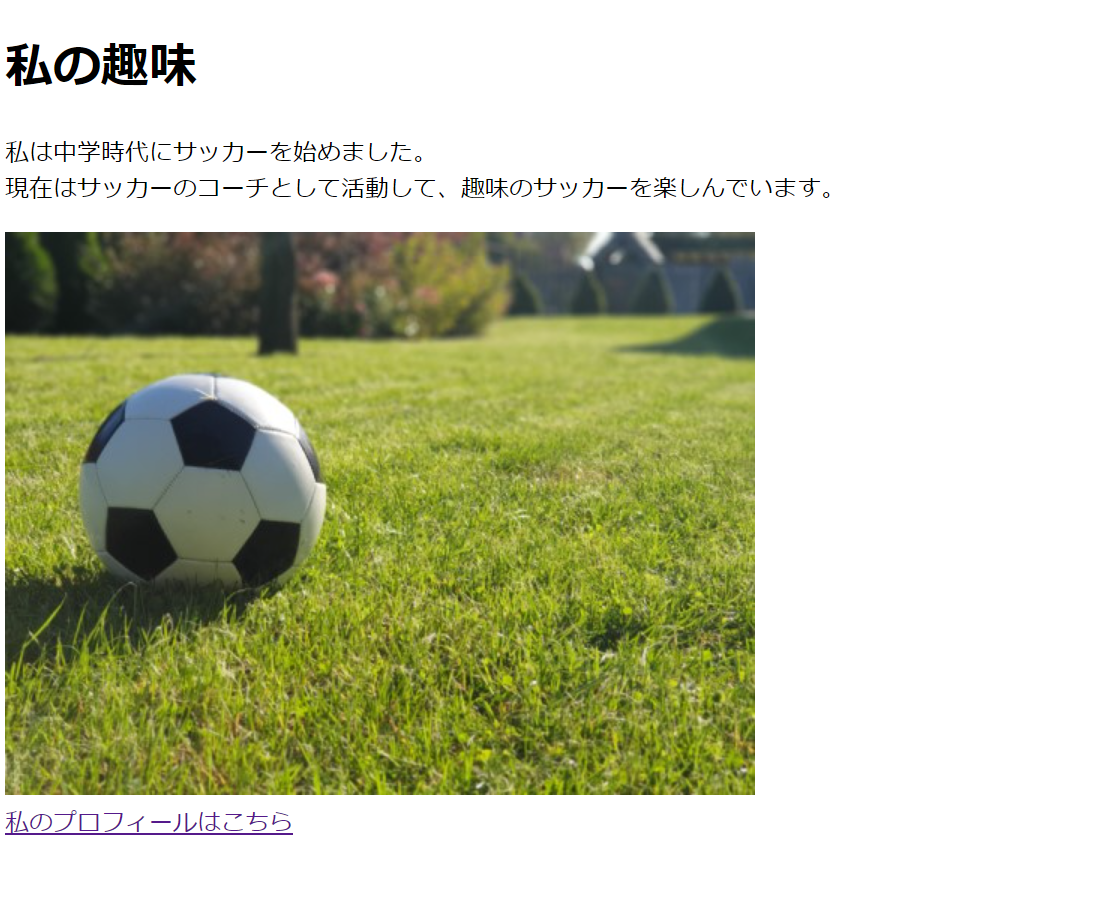 私の趣味
私は中学時代にサッカーを始めました。
現在はサッカーのコーチとして活動して、趣味のサッカーを楽しんでいます。
私のプロフィールはこちら